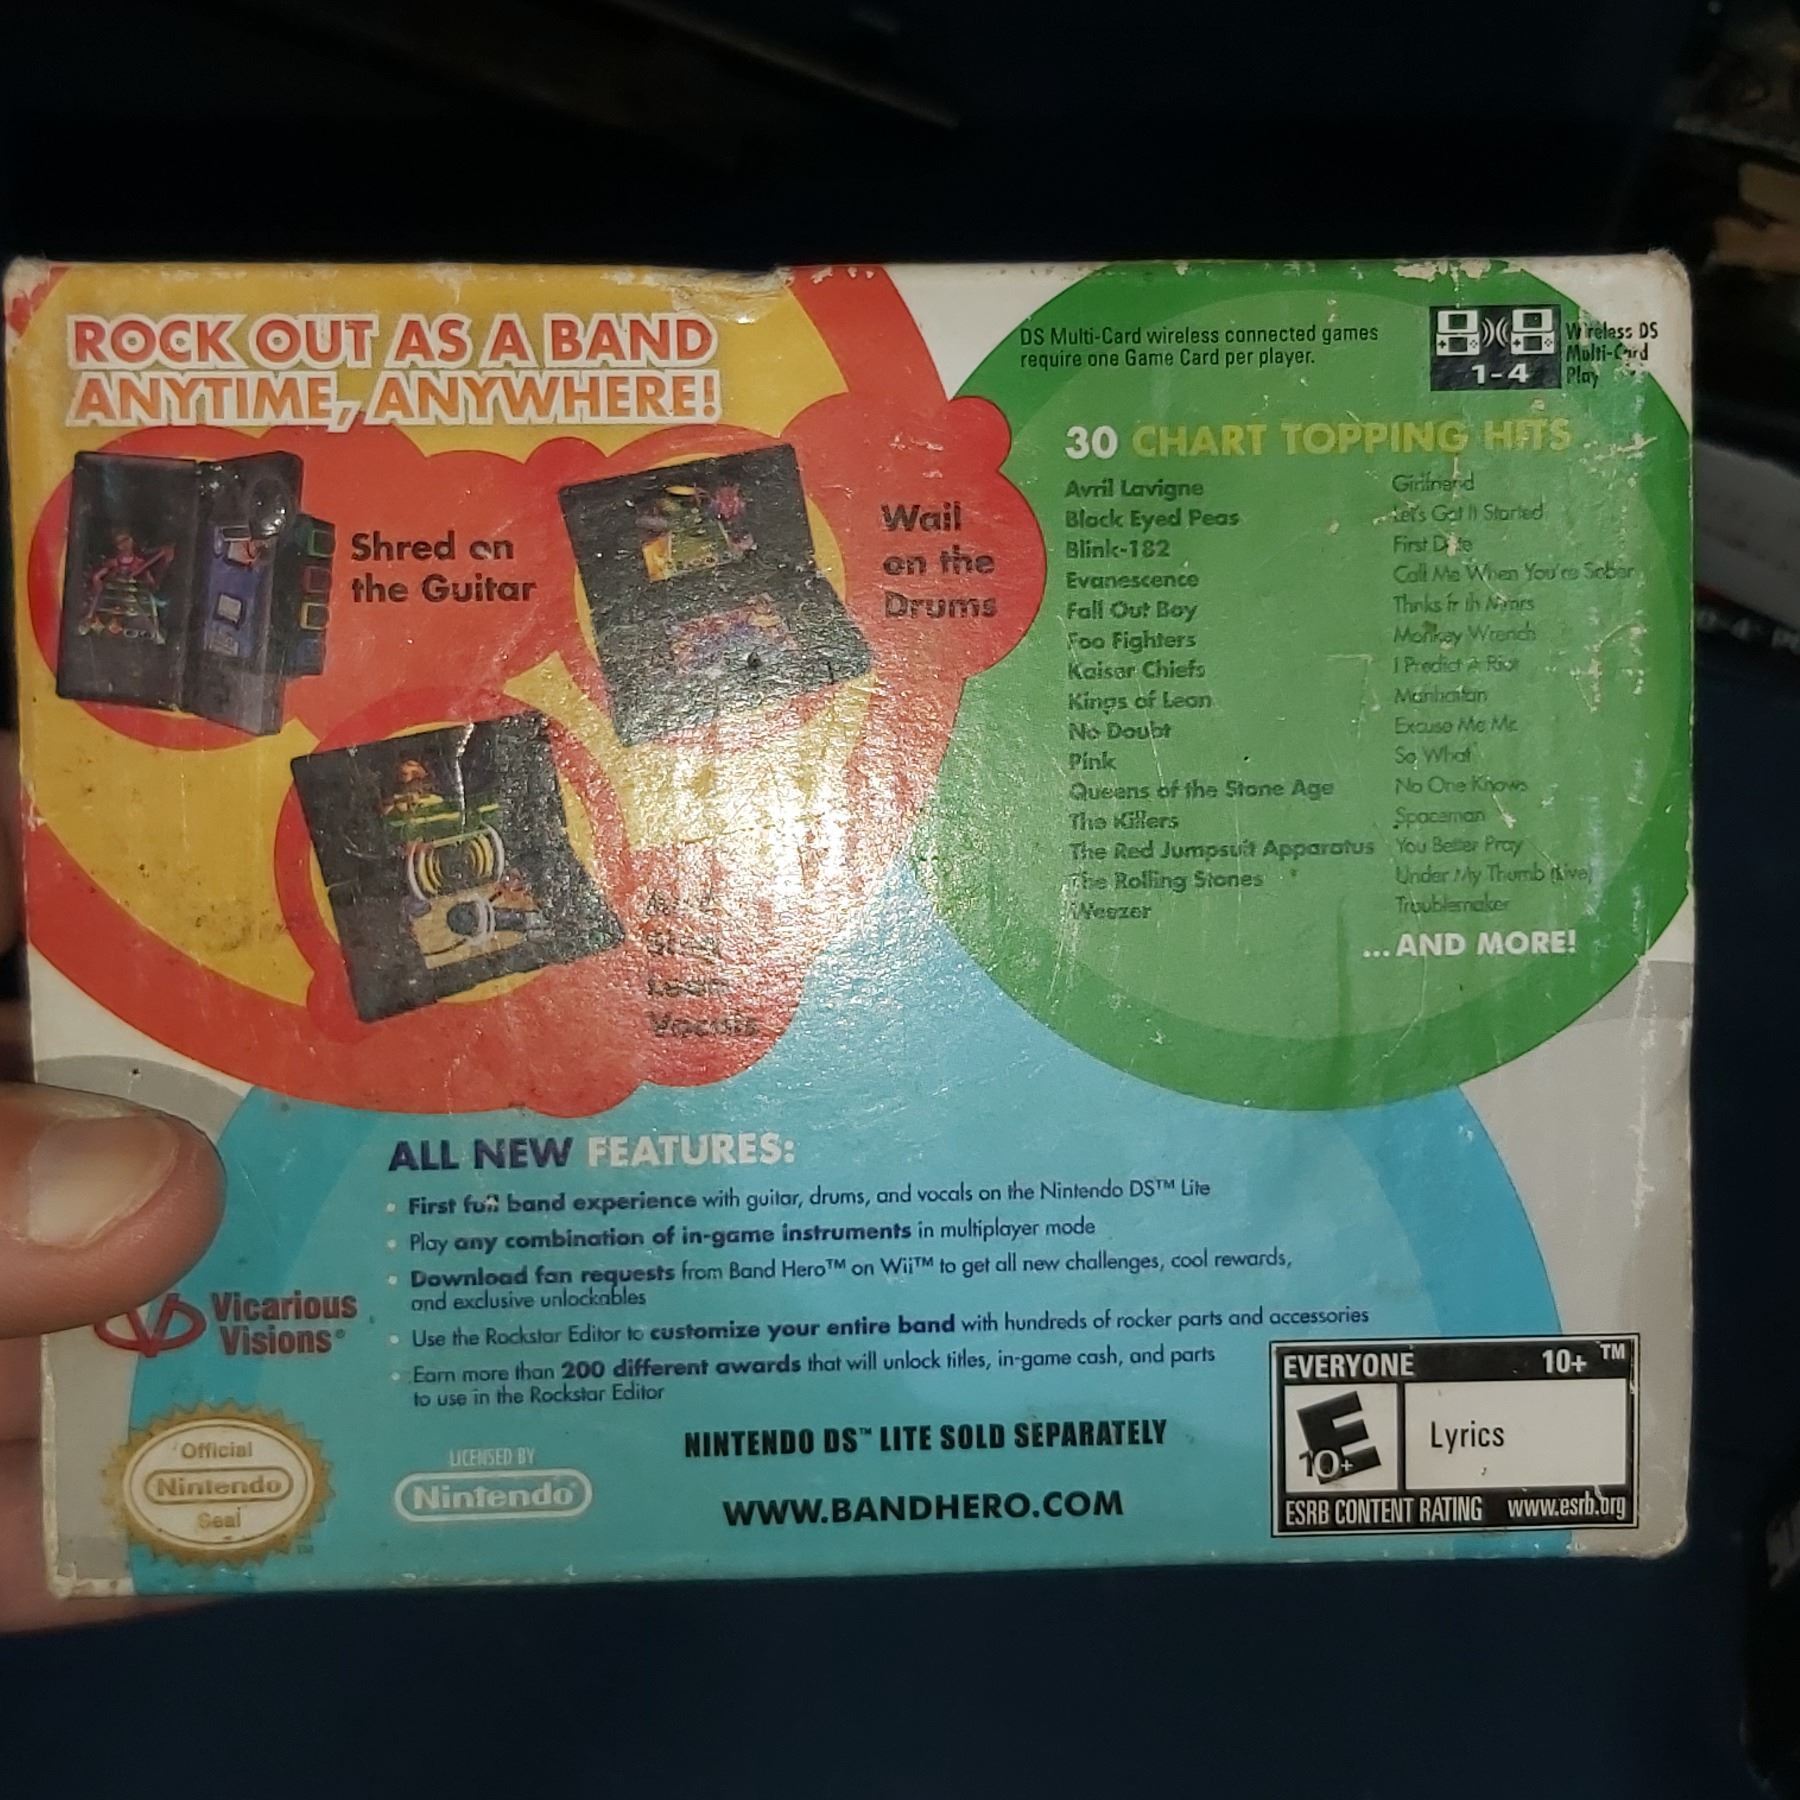 ROCK OUT AS A BAND
ANYTIME, ANYWHERE!
Shred on
the Guitar
Wail
on the
Drums
Sing
Lead
Vocals
DS Multi-Card wireless connected games
require one Game Card per player.
1-4
Wireless DS
Multi-Card
Play
30 CHART TOPPING HITS
Avril Lavigne Girlfriend
Black Eyed Peas Let's Get It Started
Blink-182 First Date
Evanescence Call Me When You're Sober
Fall Out Boy Thnks fr th Mmrs
Foo Fighters Monkey Wrench
Kaiser Chiefs I Predict A Riot
Kings of Leon Manhattan
No Doubt Excuse Me Mr.
Pink So What
Queens of the Stone Age No One Knows
The Killers Spaceman
The Red Jumpsuit Apparatus You Better Pray
The Rolling Stones Under My Thumb (Live)
Weezer Troublemaker
...AND MORE!
ALL NEW FEATURES:
• First full band experience with guitar, drums, and vocals on the Nintendo DS™ Lite
• Play any combination of in-game instruments in multiplayer mode
• Download fan requests from Band Hero™ on Wii™ to get all new challenges, cool rewards,
and exclusive unlockables
• Use the Rockstar Editor to customize your entire band with hundreds of rocker parts and accessories
• Earn more than 200 different awards that will unlock titles, in-game cash, and parts
to use in the Rockstar Editor
Vicarious
Visions®
Official
Nintendo
Seal
TM
LICENSED BY
Nintendo®
NINTENDO DS™ LITE SOLD SEPARATELY
WWW.BANDHERO.COM
EVERYONE 10+ ™
E
10+
Lyrics
ESRB CONTENT RATING www.esrb.org